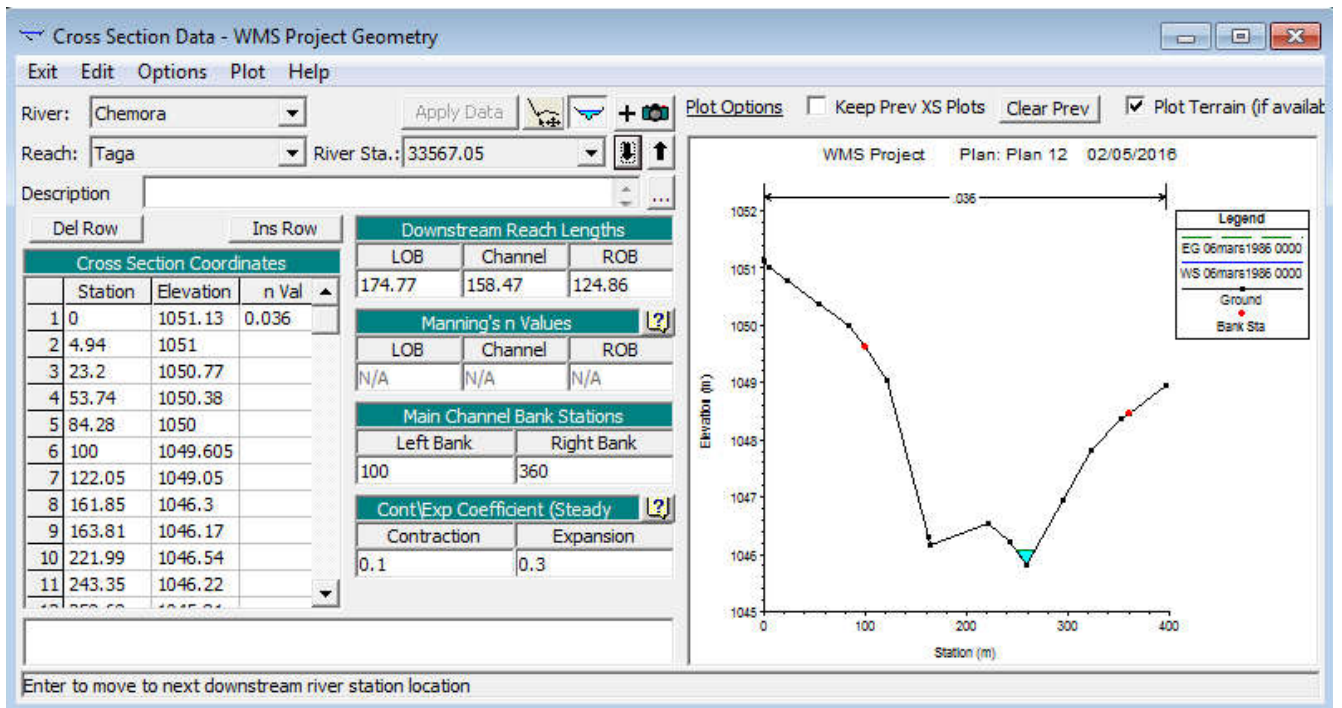 Cross Section Data - WMS Project Geometry
Exit Edit Options Plot Help
River: Chemora Apply Data
Plot Options Keep Prev XS Plots Clear Prev Plot Terrain (if availab
Reach: Taga River Sta.: 33567.05
Description ...
Del Row Ins Row
Cross Section Coordinates
Station Elevation n Val
1 0 1051.13 0.036
2 4.94 1051
3 23.2 1050.77
4 53.74 1050.38
5 84.28 1050
6 100 1049.605
7 122.05 1049.05
8 161.85 1046.3
9 163.81 1046.17
10 221.99 1046.54
11 243.35 1046.22
Downstream Reach Lengths
LOB Channel ROB
174.77 158.47 124.86
Manning's n Values
LOB Channel ROB
N/A N/A N/A
Main Channel Bank Stations
Left Bank Right Bank
100 360
Cont\Exp Coefficient (Steady
Contraction Expansion
0.1 0.3
WMS Project Plan: Plan 12 02/05/2016
.036
1052
1051
1050
1049
1048
1047
1046
1045
Elevation (m)
0 100 200 300 400
Station (m)
Legend
EG 06mars1986 0000
WS 06mars1986 0000
Ground
Bank Sta
Enter to move to next downstream river station location